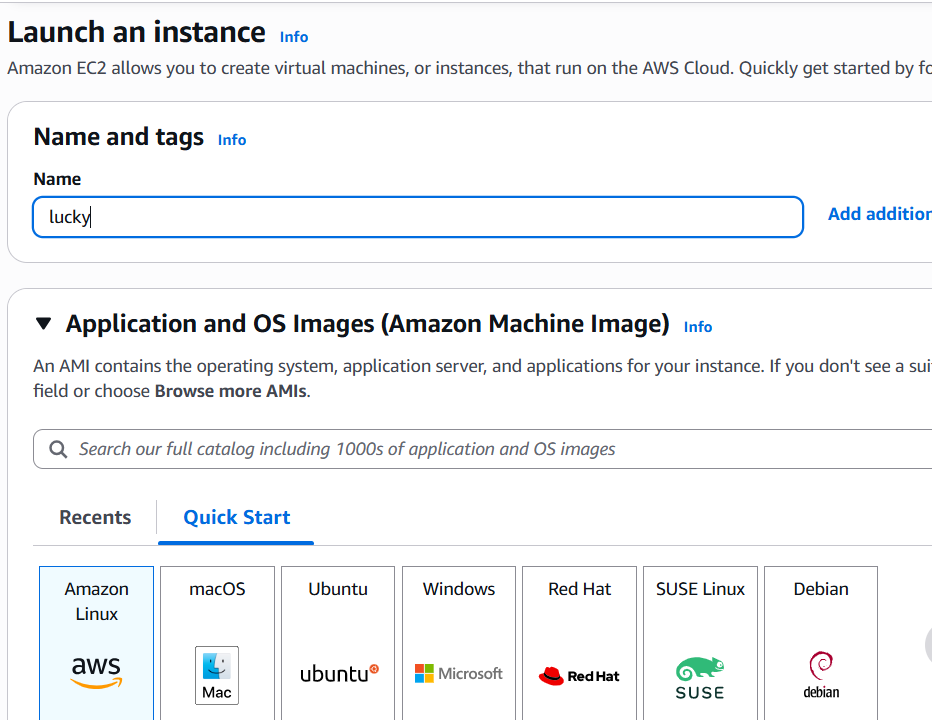 Launch an instance Info
Amazon EC2 allows you to create virtual machines, or instances, that run on the AWS Cloud. Quickly get started by fo
Name and tags Info
Name
lucky
Add addition
Application and OS Images (Amazon Machine Image) Info
An AMI contains the operating system, application server, and applications for your instance. If you don't see a sui
field or choose Browse more AMIs.
Search our full catalog including 1000s of application and OS images
Recents
Quick Start
Amazon Linux
aws
macOS
Mac
Ubuntu
ubuntu
Windows
Microsoft
Red Hat
Red Hat
SUSE Linux
SUSE
Debian
debian